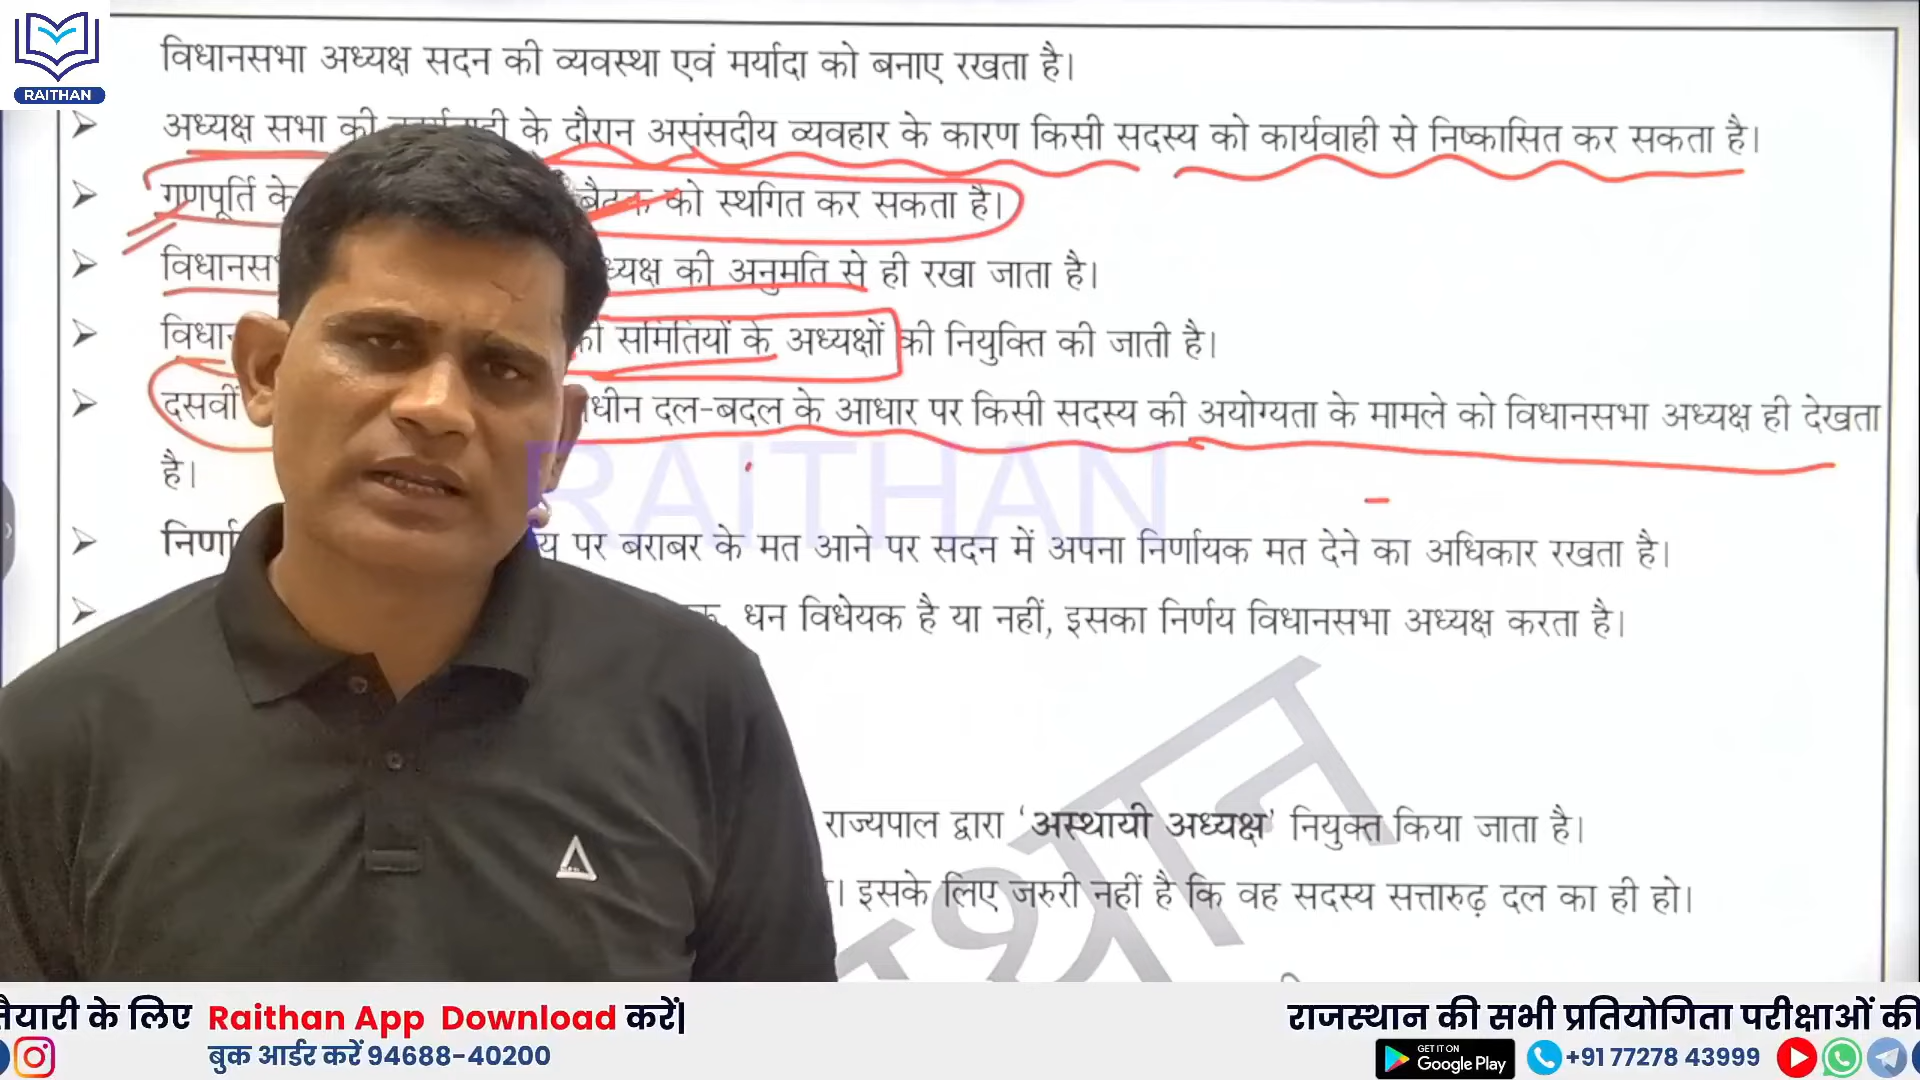 RAITHAN
विधानसभा अध्यक्ष सदन की व्यवस्था एवं मर्यादा को बनाए रखता है।
अध्यक्ष सभा की के दौरान असंसदीय व्यवहार के कारण किसी सदस्य को कार्यवाही से निष्कासित कर सकता है।
गणपूर्ति के बैठक को स्थगित कर सकता है।
की अनुमति से ही रखा जाता है।
समितियों के अध्यक्षों की नियुक्ति की जाती है।
दसवीं दल-बदल के आधार पर किसी सदस्य की अयोग्यता के मामले को विधानसभा अध्यक्ष ही देखता
है।
RAITHAN
पर बराबर के मत आने पर सदन में अपना निर्णायक मत देने का अधिकार रखता है।
धन विधेयक है या नहीं, इसका निर्णय विधानसभा अध्यक्ष करता है।
राज्यपाल द्वारा ‘अस्थायी अध्यक्ष’ नियुक्त किया जाता है।
। इसके लिए जरुरी नहीं है कि वह सदस्य सत्तारुढ़ दल का ही हो।
तैयारी के लिए Raithan App Download करें|
बुक आर्डर करें 94688-40200
राजस्थान की सभी प्रतियोगिता परीक्षाओं की
GET IT ON
Google Play
+91 77278 43999